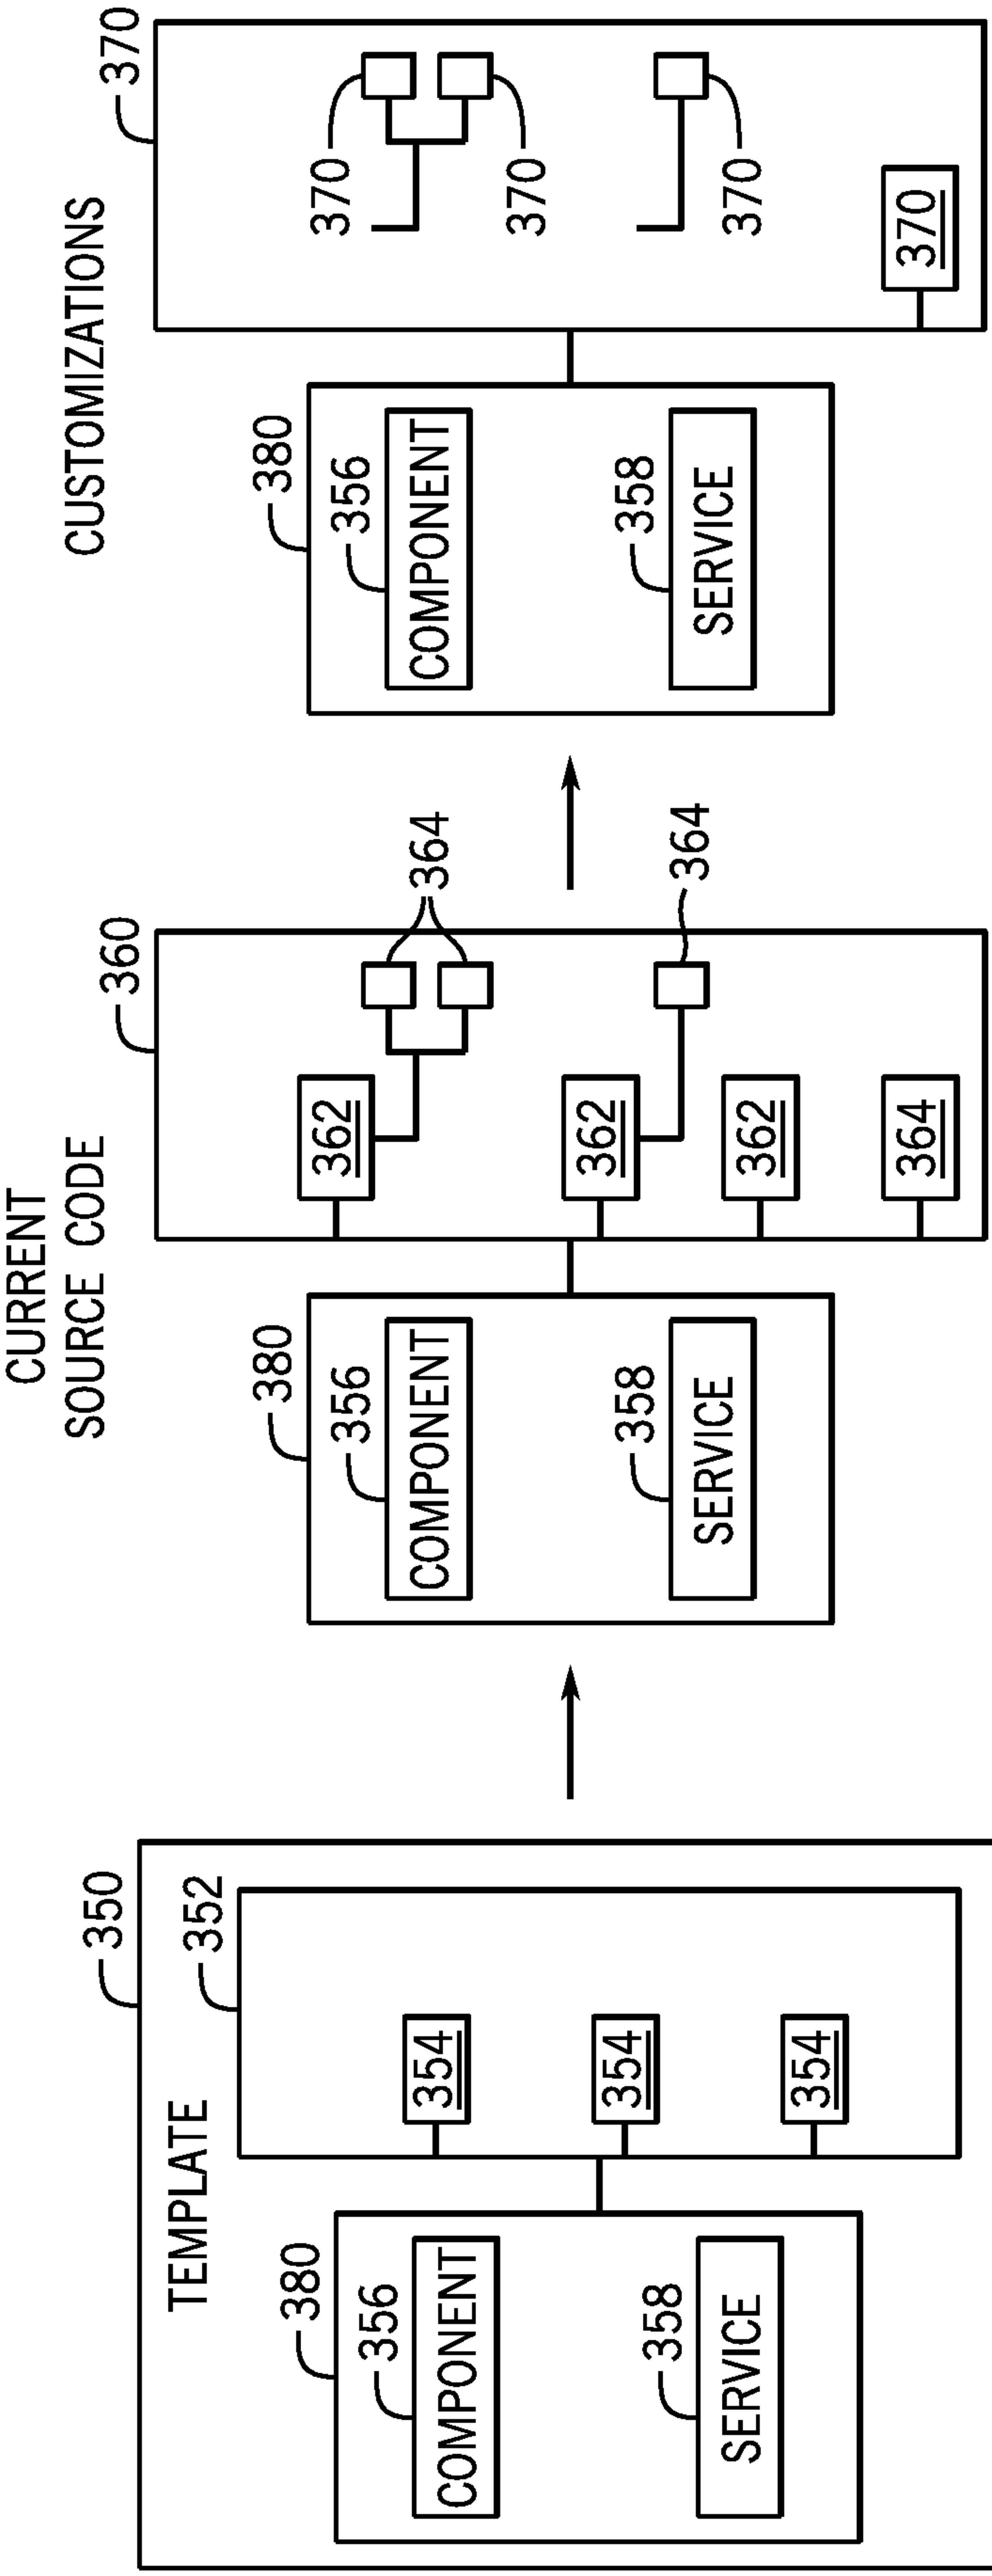 TEMPLATE
350
352
380
356
COMPONENT
358
SERVICE
354
354
354
CURRENT
SOURCE CODE
360
380
356
COMPONENT
358
SERVICE
362
362
362
364
364
364
CUSTOMIZATIONS
370
380
356
COMPONENT
358
SERVICE
370
370
370
370